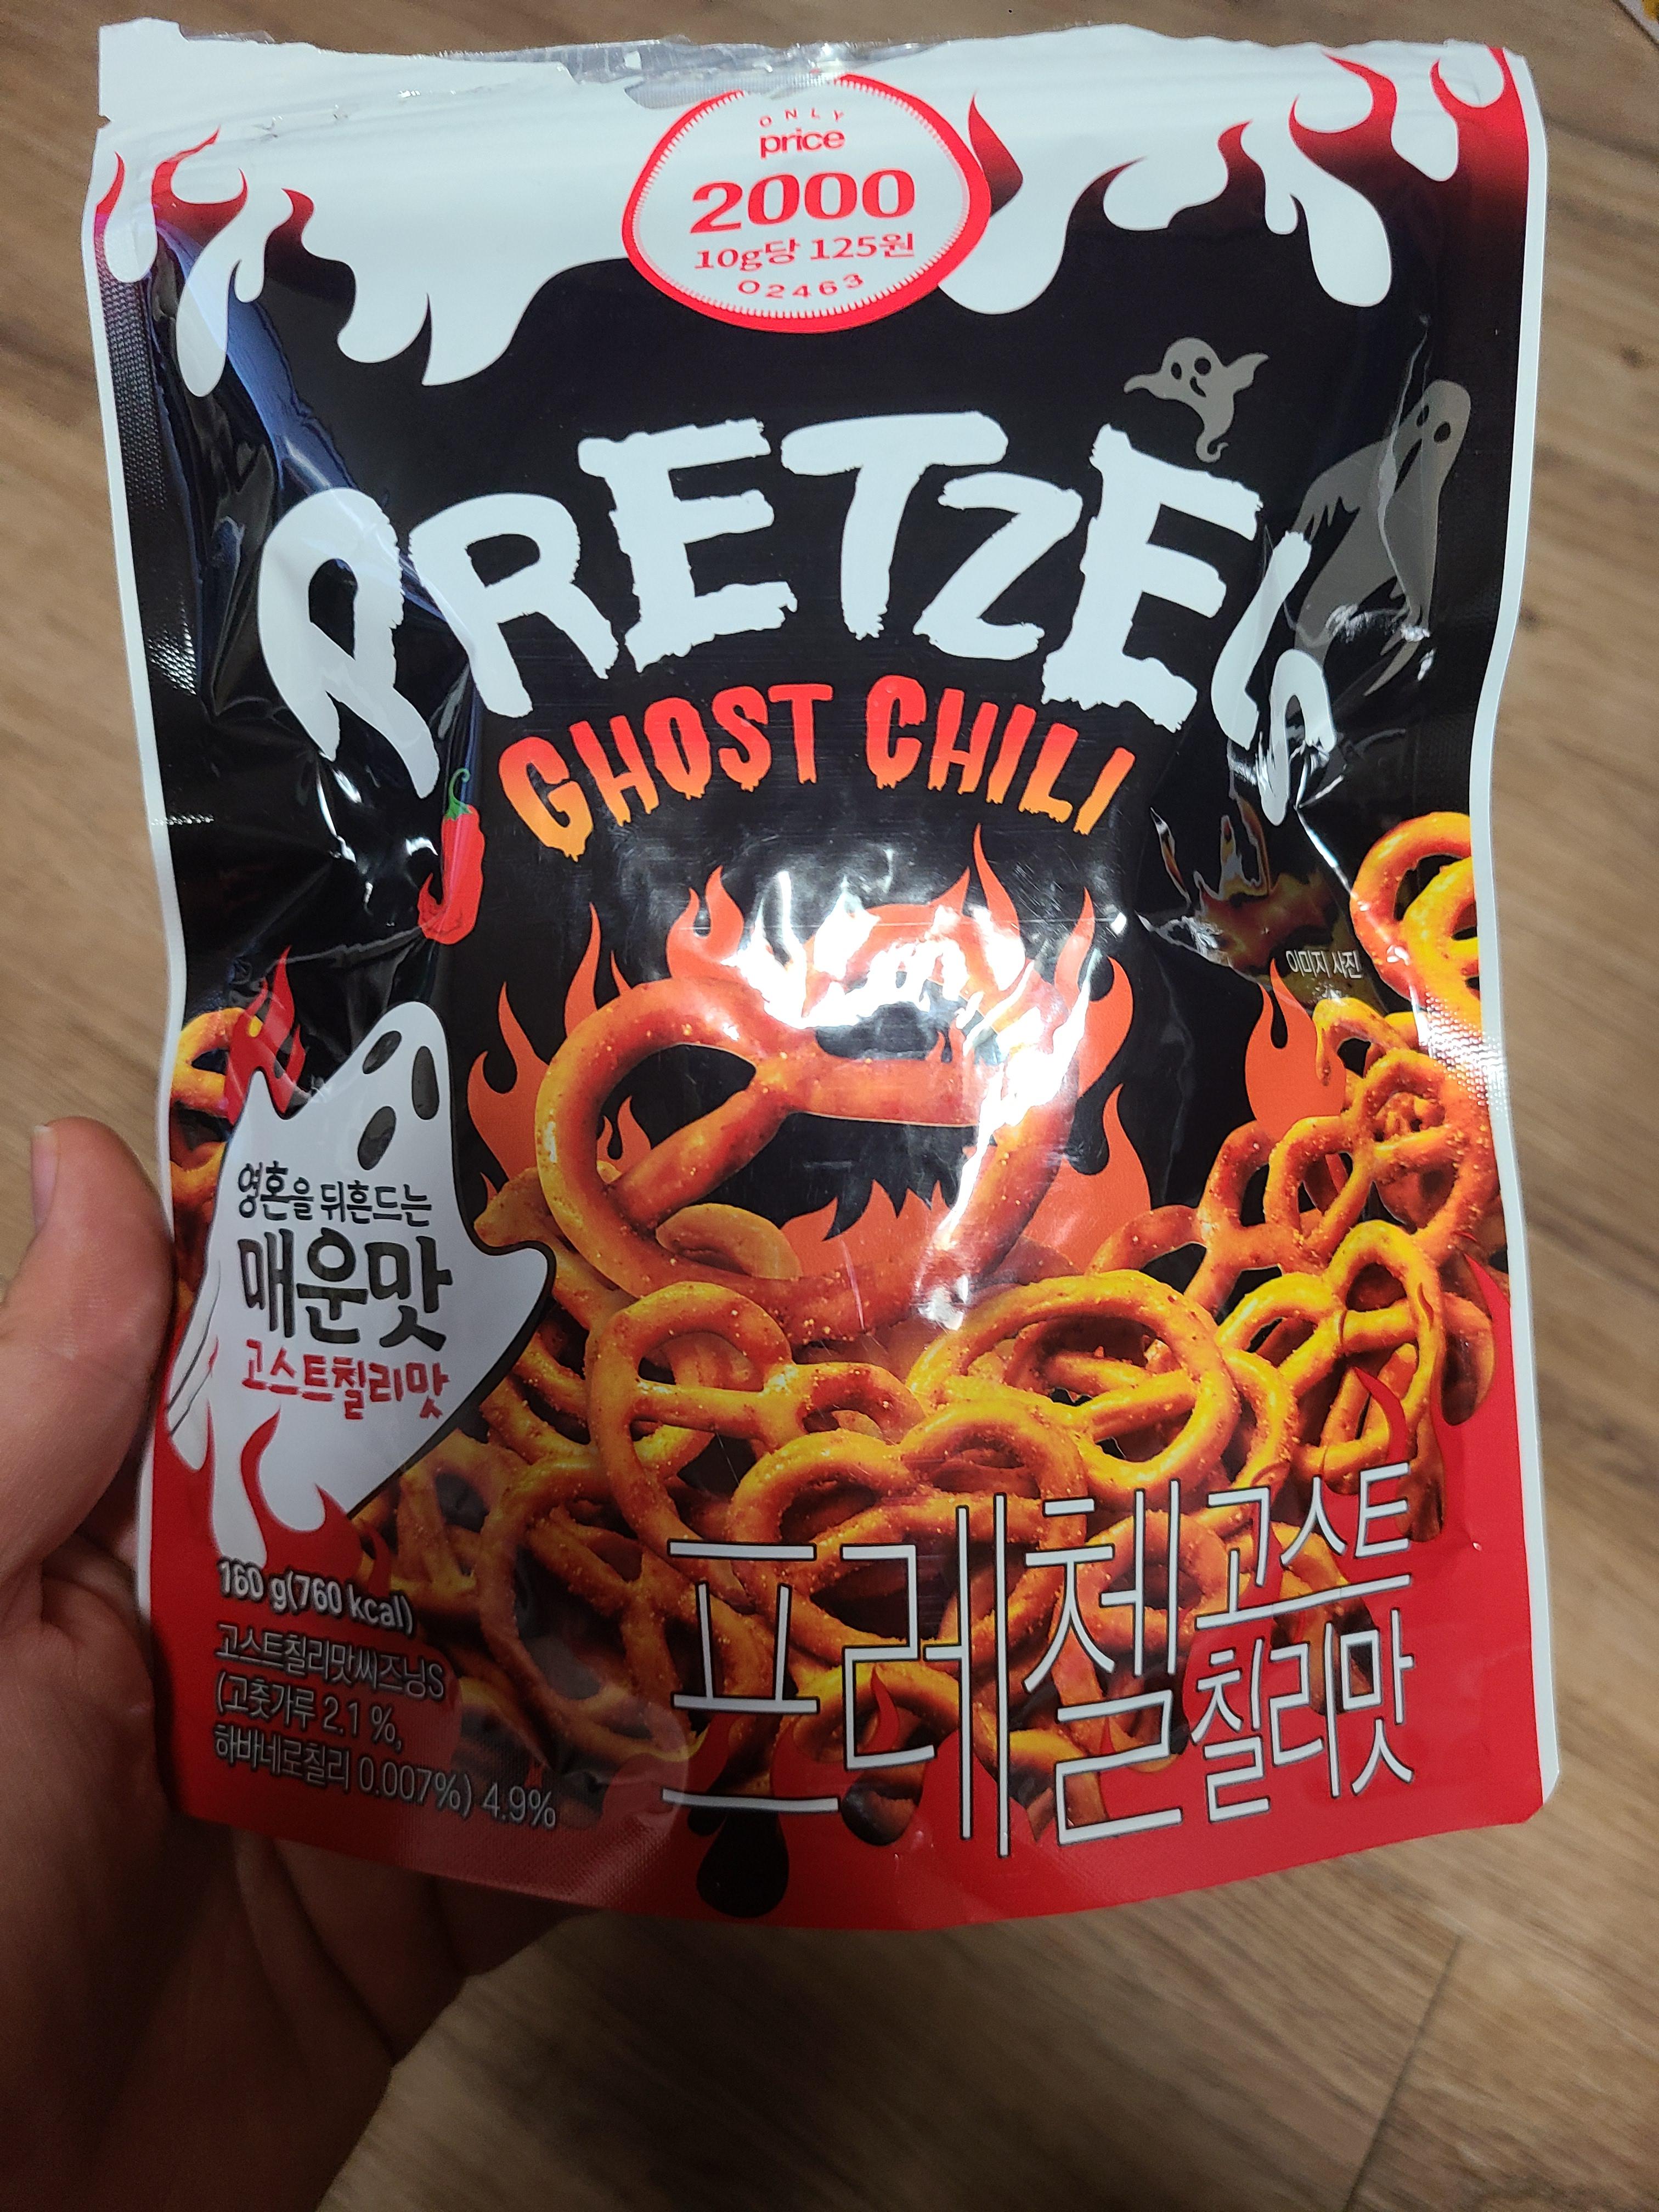 ONLY
price
2000
10g당 125원
02463
PRETZELS
GHOST CHILI
이미지 사진
영혼을 뒤흔드는
매운맛
고스트칠리맛
160 g(760 kcal)
고스트칠리맛씨즈닝S
(고춧가루 2.1 %,
하바네로칠리 0.007%) 4.9%
프레첼 고스트
칠리맛